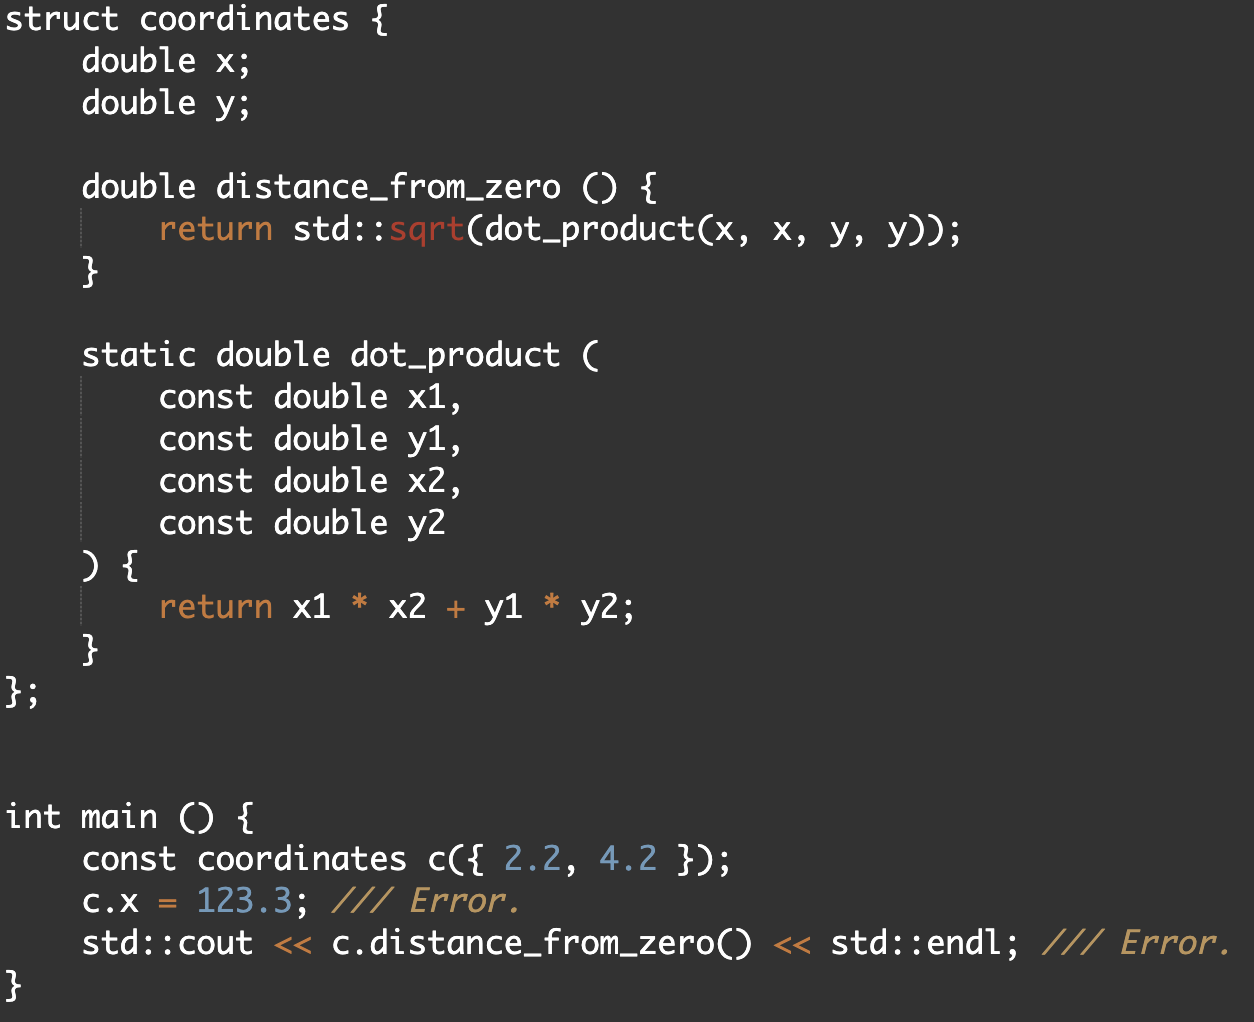 struct coordinates {
    double x;
    double y;

    double distance_from_zero () {
        return std::sqrt(dot_product(x, x, y, y));
    }

    static double dot_product (
        const double x1,
        const double y1,
        const double x2,
        const double y2
    ) {
        return x1 * x2 + y1 * y2;
    }
};


int main () {
    const coordinates c({ 2.2, 4.2 });
    c.x = 123.3; /// Error.
    std::cout << c.distance_from_zero() << std::endl; /// Error.
}